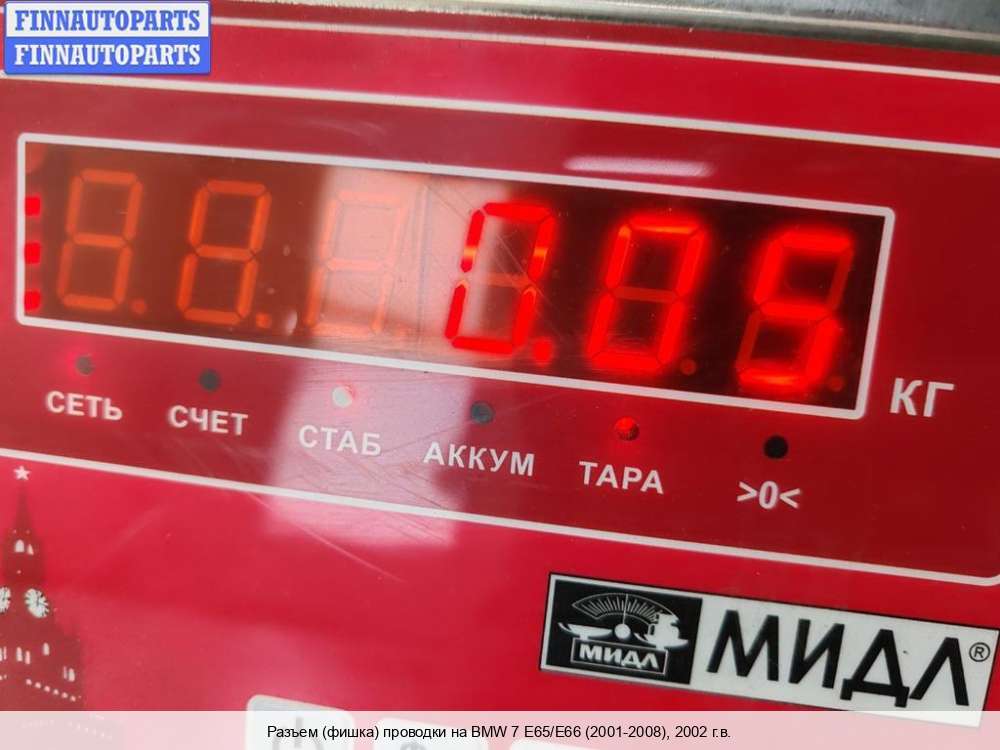 FINNAUTOPARTS
FINNAUTOPARTS
0.05
КГ
СЕТЬ СЧЕТ СТАБ АККУМ ТАРА >0<
МИДЛ МИДЛ®
Разъем (фишка) проводки на BMW 7 E65/E66 (2001-2008), 2002 г.в.